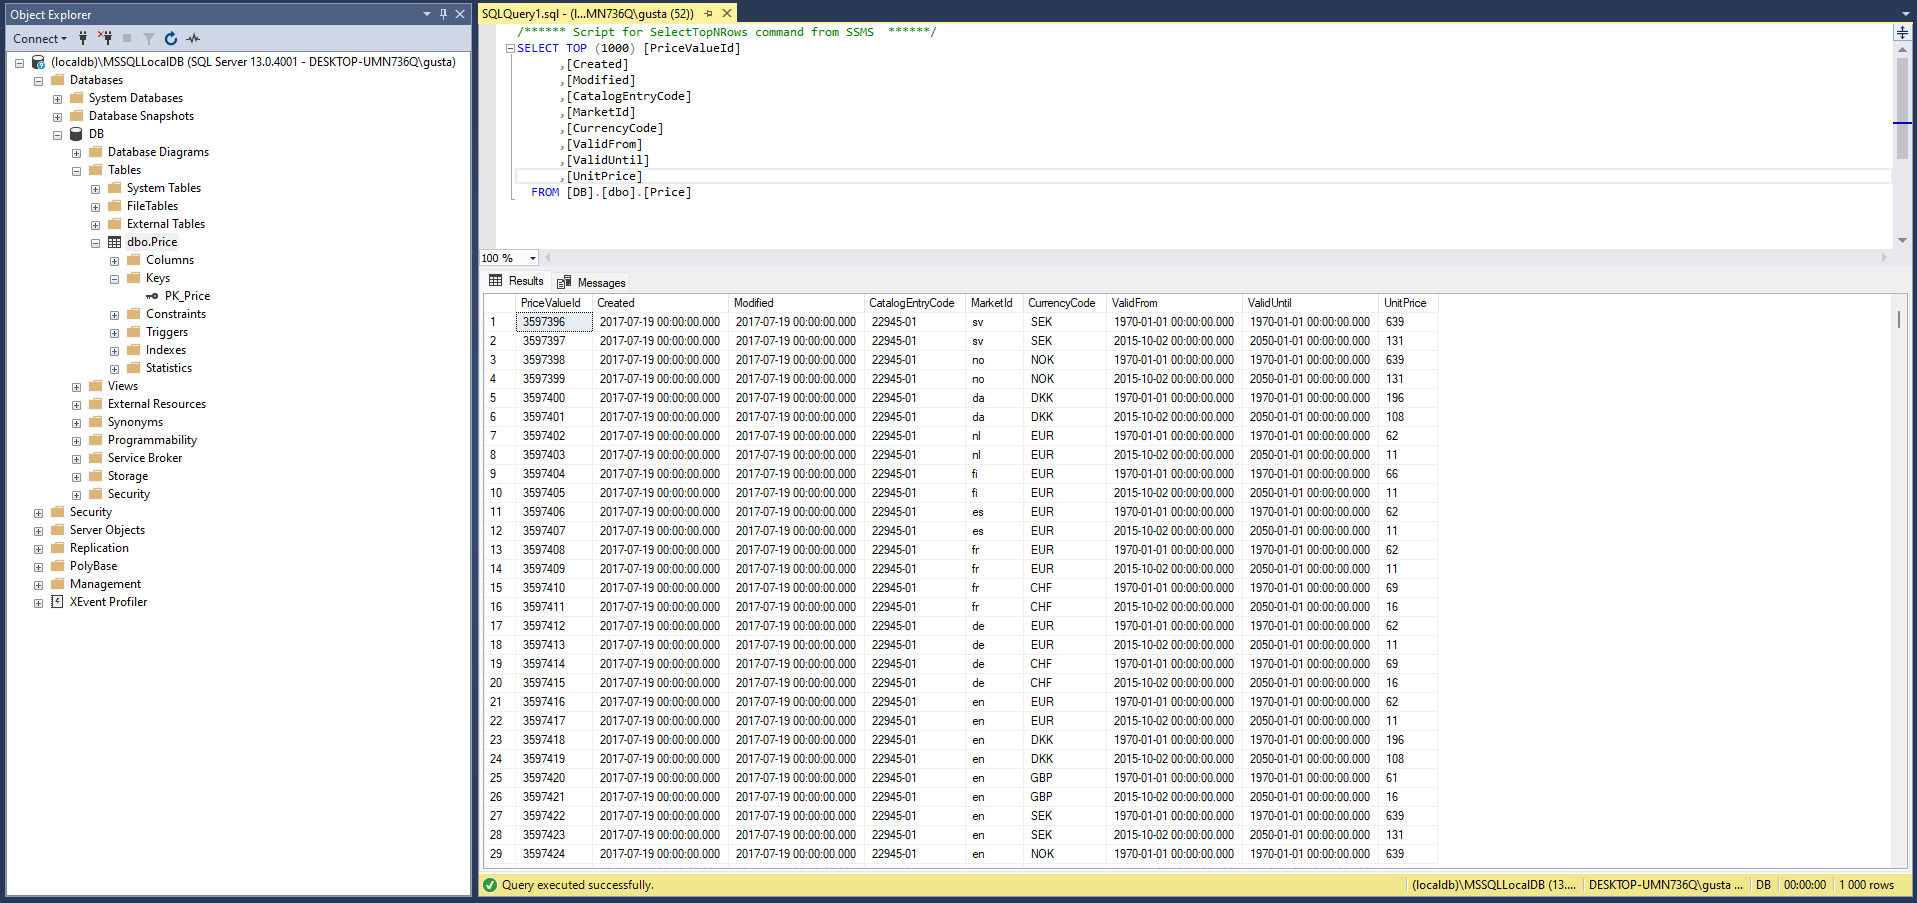 Object Explorer
Connect
(localdb)\MSSQLLocalDB (SQL Server 13.0.4001 - DESKTOP-UMN736Q\gusta)
Databases
System Databases
Database Snapshots
DB
Database Diagrams
Tables
System Tables
FileTables
External Tables
dbo.Price
Columns
Keys
PK_Price
Constraints
Triggers
Indexes
Statistics
Views
External Resources
Synonyms
Programmability
Service Broker
Storage
Security
Security
Server Objects
Replication
PolyBase
Management
XEvent Profiler
SQLQuery1.sql - (l...MN736Q\gusta (52))
/****** Script for SelectTopNRows command from SSMS ******/
SELECT TOP (1000) [PriceValueId]
,[Created]
,[Modified]
,[CatalogEntryCode]
,[MarketId]
,[CurrencyCode]
,[ValidFrom]
,[ValidUntil]
,[UnitPrice]
FROM [DB].[dbo].[Price]
100 %
Results Messages
PriceValueId Created Modified CatalogEntryCode MarketId CurrencyCode ValidFrom ValidUntil UnitPrice
1 3597396 2017-07-19 00:00:00.000 2017-07-19 00:00:00.000 22945-01 sv SEK 1970-01-01 00:00:00.000 1970-01-01 00:00:00.000 639
2 3597397 2017-07-19 00:00:00.000 2017-07-19 00:00:00.000 22945-01 sv SEK 2015-10-02 00:00:00.000 2050-01-01 00:00:00.000 131
3 3597398 2017-07-19 00:00:00.000 2017-07-19 00:00:00.000 22945-01 no NOK 1970-01-01 00:00:00.000 1970-01-01 00:00:00.000 639
4 3597399 2017-07-19 00:00:00.000 2017-07-19 00:00:00.000 22945-01 no NOK 2015-10-02 00:00:00.000 2050-01-01 00:00:00.000 131
5 3597400 2017-07-19 00:00:00.000 2017-07-19 00:00:00.000 22945-01 da DKK 1970-01-01 00:00:00.000 1970-01-01 00:00:00.000 196
6 3597401 2017-07-19 00:00:00.000 2017-07-19 00:00:00.000 22945-01 da DKK 2015-10-02 00:00:00.000 2050-01-01 00:00:00.000 108
7 3597402 2017-07-19 00:00:00.000 2017-07-19 00:00:00.000 22945-01 nl EUR 1970-01-01 00:00:00.000 1970-01-01 00:00:00.000 62
8 3597403 2017-07-19 00:00:00.000 2017-07-19 00:00:00.000 22945-01 nl EUR 2015-10-02 00:00:00.000 2050-01-01 00:00:00.000 11
9 3597404 2017-07-19 00:00:00.000 2017-07-19 00:00:00.000 22945-01 fi EUR 1970-01-01 00:00:00.000 1970-01-01 00:00:00.000 66
10 3597405 2017-07-19 00:00:00.000 2017-07-19 00:00:00.000 22945-01 fi EUR 2015-10-02 00:00:00.000 2050-01-01 00:00:00.000 11
11 3597406 2017-07-19 00:00:00.000 2017-07-19 00:00:00.000 22945-01 es EUR 1970-01-01 00:00:00.000 1970-01-01 00:00:00.000 62
12 3597407 2017-07-19 00:00:00.000 2017-07-19 00:00:00.000 22945-01 es EUR 2015-10-02 00:00:00.000 2050-01-01 00:00:00.000 11
13 3597408 2017-07-19 00:00:00.000 2017-07-19 00:00:00.000 22945-01 fr EUR 1970-01-01 00:00:00.000 1970-01-01 00:00:00.000 62
14 3597409 2017-07-19 00:00:00.000 2017-07-19 00:00:00.000 22945-01 fr EUR 2015-10-02 00:00:00.000 2050-01-01 00:00:00.000 11
15 3597410 2017-07-19 00:00:00.000 2017-07-19 00:00:00.000 22945-01 fr CHF 1970-01-01 00:00:00.000 1970-01-01 00:00:00.000 69
16 3597411 2017-07-19 00:00:00.000 2017-07-19 00:00:00.000 22945-01 fr CHF 2015-10-02 00:00:00.000 2050-01-01 00:00:00.000 16
17 3597412 2017-07-19 00:00:00.000 2017-07-19 00:00:00.000 22945-01 de EUR 1970-01-01 00:00:00.000 1970-01-01 00:00:00.000 62
18 3597413 2017-07-19 00:00:00.000 2017-07-19 00:00:00.000 22945-01 de EUR 2015-10-02 00:00:00.000 2050-01-01 00:00:00.000 11
19 3597414 2017-07-19 00:00:00.000 2017-07-19 00:00:00.000 22945-01 de CHF 1970-01-01 00:00:00.000 1970-01-01 00:00:00.000 69
20 3597415 2017-07-19 00:00:00.000 2017-07-19 00:00:00.000 22945-01 de CHF 2015-10-02 00:00:00.000 2050-01-01 00:00:00.000 16
21 3597416 2017-07-19 00:00:00.000 2017-07-19 00:00:00.000 22945-01 en EUR 1970-01-01 00:00:00.000 1970-01-01 00:00:00.000 62
22 3597417 2017-07-19 00:00:00.000 2017-07-19 00:00:00.000 22945-01 en EUR 2015-10-02 00:00:00.000 2050-01-01 00:00:00.000 11
23 3597418 2017-07-19 00:00:00.000 2017-07-19 00:00:00.000 22945-01 en DKK 1970-01-01 00:00:00.000 1970-01-01 00:00:00.000 196
24 3597419 2017-07-19 00:00:00.000 2017-07-19 00:00:00.000 22945-01 en DKK 2015-10-02 00:00:00.000 2050-01-01 00:00:00.000 108
25 3597420 2017-07-19 00:00:00.000 2017-07-19 00:00:00.000 22945-01 en GBP 1970-01-01 00:00:00.000 1970-01-01 00:00:00.000 61
26 3597421 2017-07-19 00:00:00.000 2017-07-19 00:00:00.000 22945-01 en GBP 2015-10-02 00:00:00.000 2050-01-01 00:00:00.000 16
27 3597422 2017-07-19 00:00:00.000 2017-07-19 00:00:00.000 22945-01 en SEK 1970-01-01 00:00:00.000 1970-01-01 00:00:00.000 639
28 3597423 2017-07-19 00:00:00.000 2017-07-19 00:00:00.000 22945-01 en SEK 2015-10-02 00:00:00.000 2050-01-01 00:00:00.000 131
29 3597424 2017-07-19 00:00:00.000 2017-07-19 00:00:00.000 22945-01 en NOK 1970-01-01 00:00:00.000 1970-01-01 00:00:00.000 639
Query executed successfully. (localdb)\MSSQLLocalDB (13.... DESKTOP-UMN736Q\gusta ... DB 00:00:00 1 000 rows